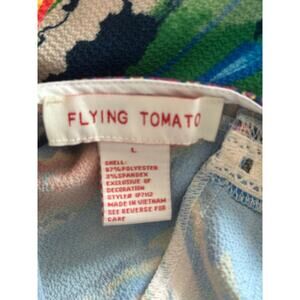 FLYING TOMATO
L
SHELL:
97% POLYESTER
3% SPANDEX
EXCLUSIVE OF
DECORATION
MADE IN VIETNAM
SEE REVERSE FOR
CARE